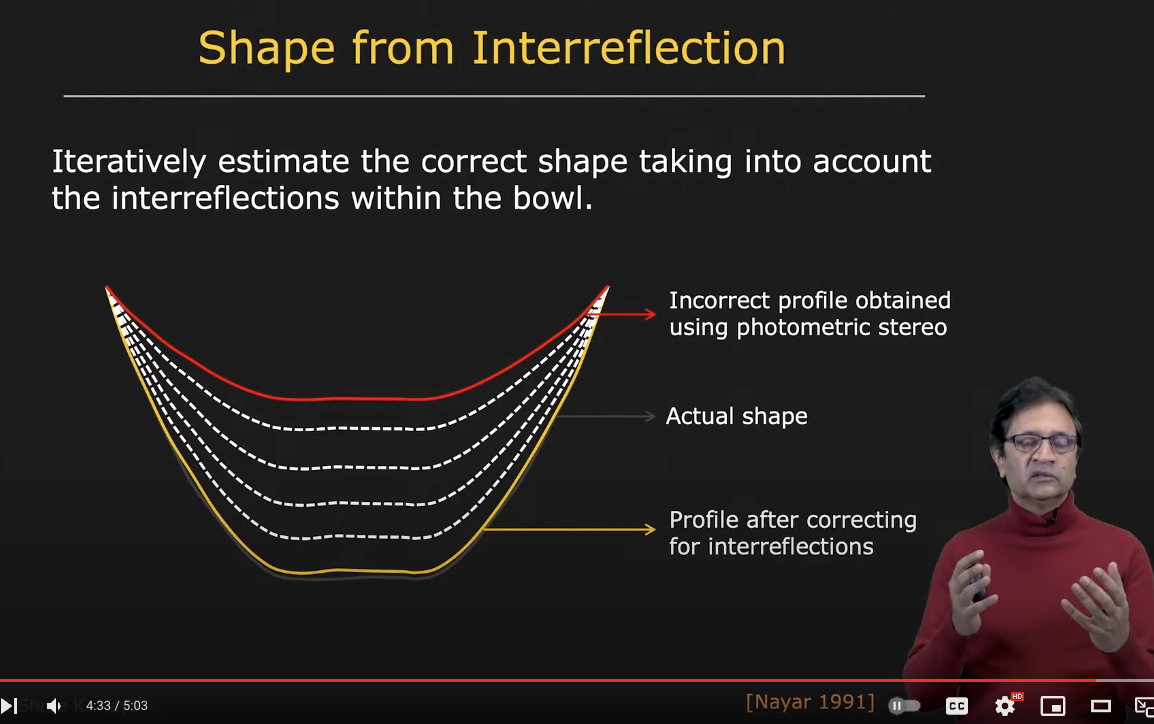 Shape from Interreflection
Iteratively estimate the correct shape taking into account
the interreflections within the bowl.
Incorrect profile obtained
using photometric stereo
Actual shape
Profile after correcting
for interreflections
4:33 / 5:03
[Nayar 1991]
CC
HD